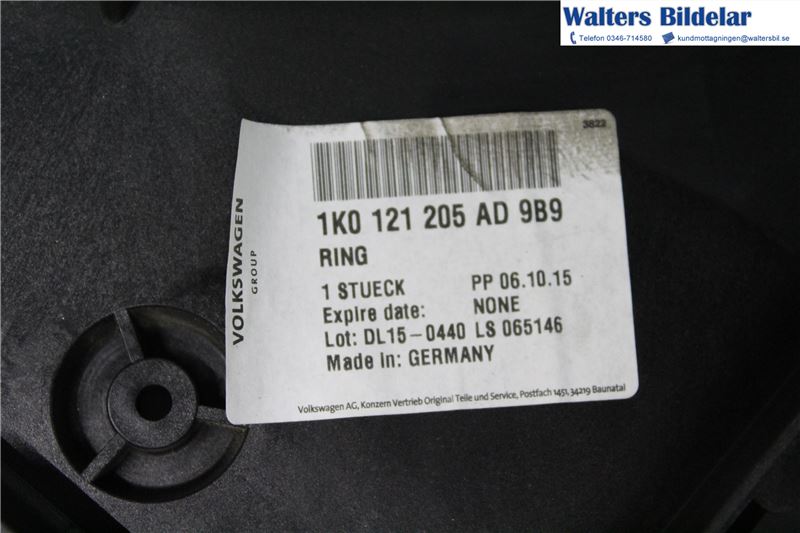 Walters Bildelar
Telefon 0346-714580 kundmottagningen@waltersbil.se
3822
VOLKSWAGEN
GROUP
1K0 121 205 AD 9B9
RING
1 STUECK PP 06.10.15
Expire date: NONE
Lot: DL15-0440 LS 065146
Made in: GERMANY
Volkswagen AG, Konzern Vertrieb Original Teile und Service, Postfach 1451, 34219 Baunatal